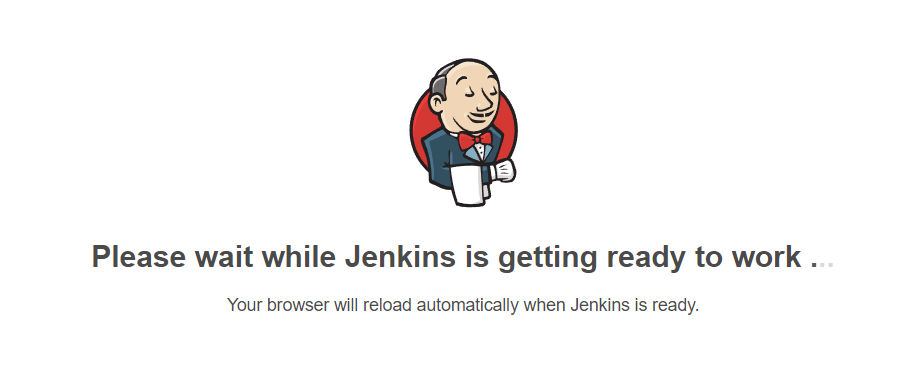 Please wait while Jenkins is getting ready to work ...
Your browser will reload automatically when Jenkins is ready.